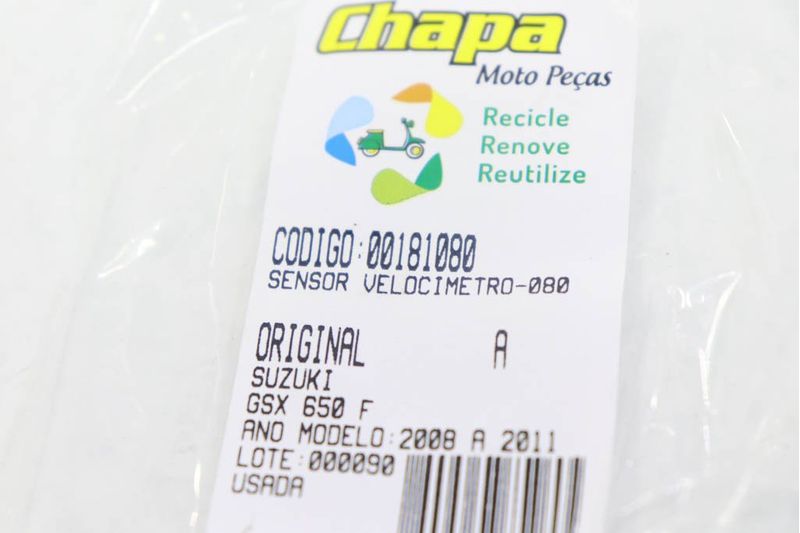 Chapa
Moto Peças
Recicle
Renove
Reutilize
CODIGO:00181080
SENSOR VELOCIMETRO-080
ORIGINAL A
SUZUKI
GSX 650 F
ANO MODELO:2008 A 2011
LOTE:000090
USADA